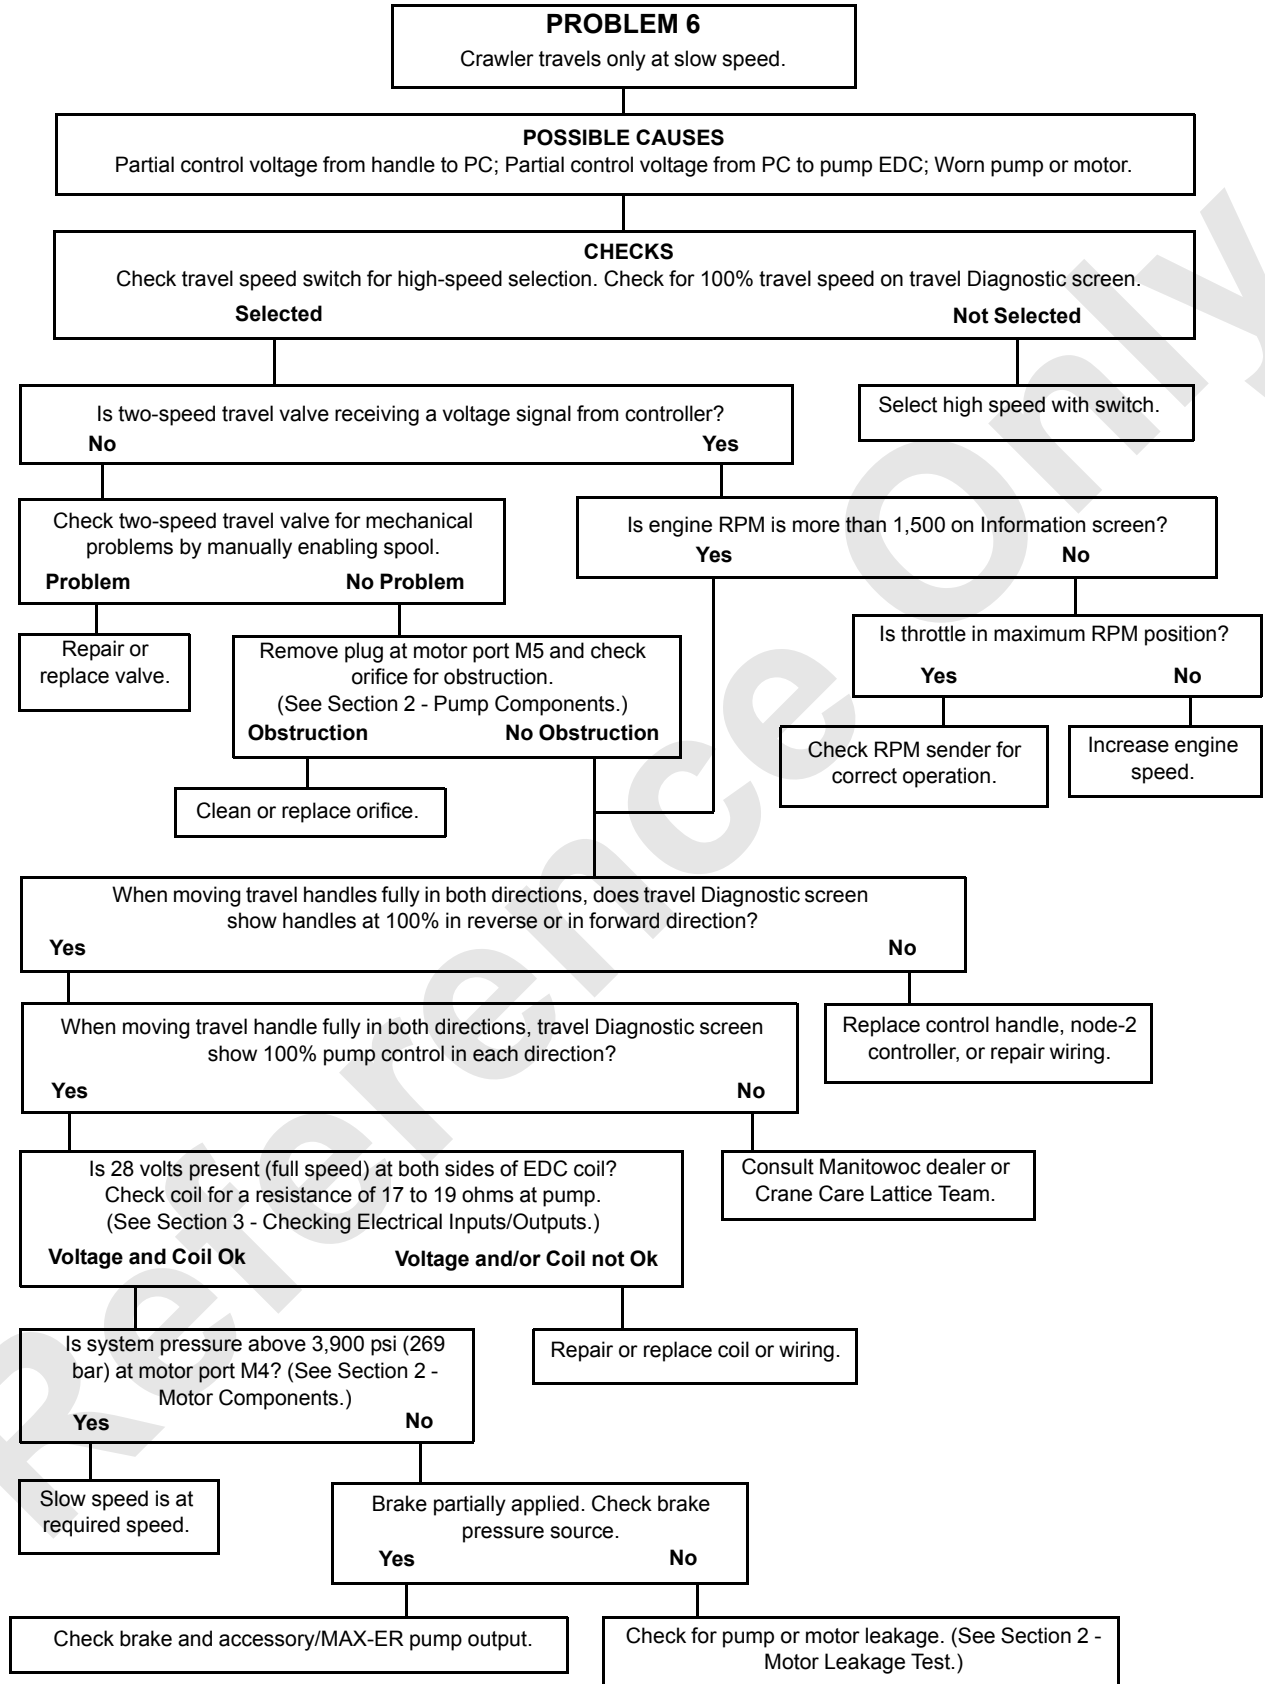 PROBLEM 6
Crawler travels only at slow speed.
POSSIBLE CAUSES
Partial control voltage from handle to PC; Partial control voltage from PC to pump EDC; Worn pump or motor.
CHECKS
Check travel speed switch for high-speed selection. Check for 100% travel speed on travel Diagnostic screen.
Selected
Not Selected
Is two-speed travel valve receiving a voltage signal from controller?
No
Yes
Select high speed with switch.
Check two-speed travel valve for mechanical
problems by manually enabling spool.
Problem
No Problem
Is engine RPM is more than 1,500 on Information screen?
Yes
No
Repair or
replace valve.
Remove plug at motor port M5 and check
orifice for obstruction.
(See Section 2 - Pump Components.)
Obstruction
No Obstruction
Is throttle in maximum RPM position?
Yes
No
Check RPM sender for
correct operation.
Increase engine
speed.
Clean or replace orifice.
When moving travel handles fully in both directions, does travel Diagnostic screen
show handles at 100% in reverse or in forward direction?
Yes
No
When moving travel handle fully in both directions, travel Diagnostic screen
show 100% pump control in each direction?
Yes
No
Replace control handle, node-2
controller, or repair wiring.
Is 28 volts present (full speed) at both sides of EDC coil?
Check coil for a resistance of 17 to 19 ohms at pump.
(See Section 3 - Checking Electrical Inputs/Outputs.)
Voltage and Coil Ok
Voltage and/or Coil not Ok
Consult Manitowoc dealer or
Crane Care Lattice Team.
Is system pressure above 3,900 psi (269
bar) at motor port M4? (See Section 2 -
Motor Components.)
Yes
No
Repair or replace coil or wiring.
Slow speed is at
required speed.
Brake partially applied. Check brake
pressure source.
Yes
No
Check brake and accessory/MAX-ER pump output.
Check for pump or motor leakage. (See Section 2 -
Motor Leakage Test.)
Reference Only